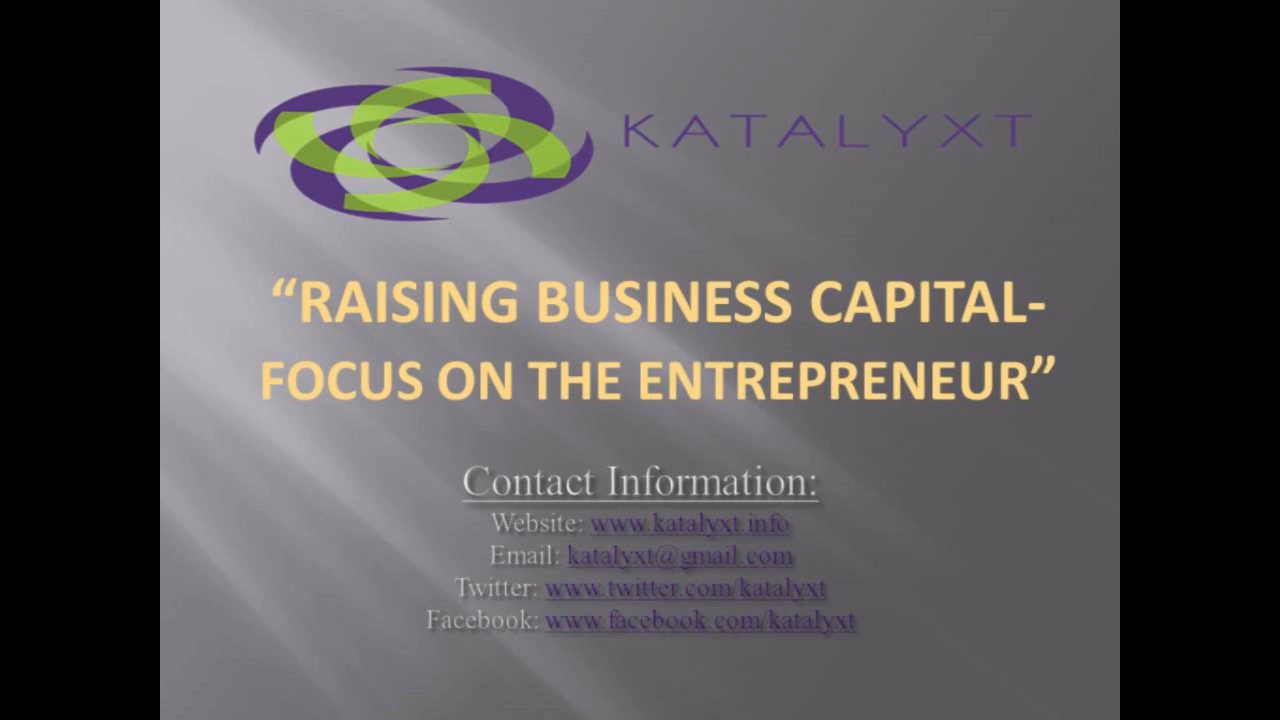 KATALYXT
“RAISING BUSINESS CAPITAL-
FOCUS ON THE ENTREPRENEUR”
Contact Information:
Website: www.katalyxt.info
Email: katalyxt@gmail.com
Twitter: www.twitter.com/katalyxt
Facebook: www.facebook.com/katalyxt